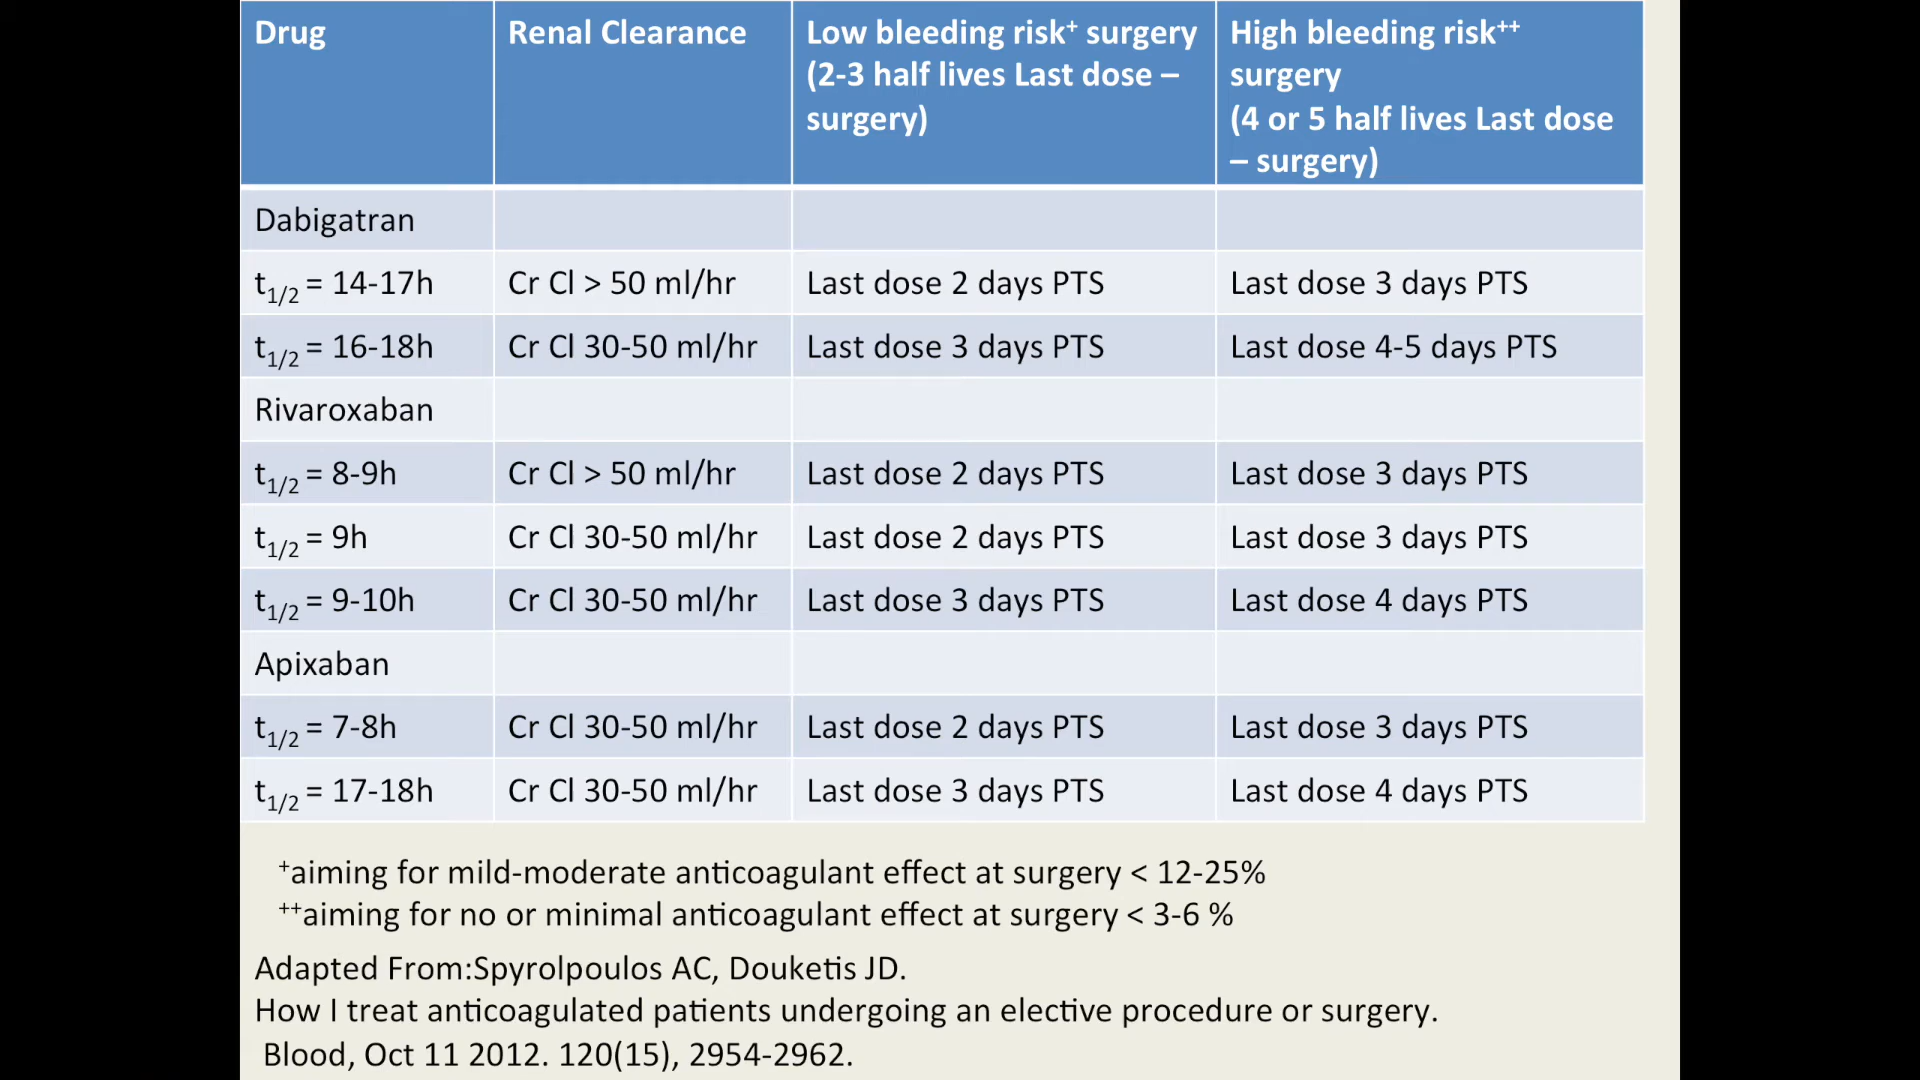 Drug Renal Clearance Low bleeding risk+ surgery (2-3 half lives Last dose – surgery) High bleeding risk++ surgery (4 or 5 half lives Last dose – surgery)
Dabigatran
t1/2 = 14-17h Cr Cl > 50 ml/hr Last dose 2 days PTS Last dose 3 days PTS
t1/2 = 16-18h Cr Cl 30-50 ml/hr Last dose 3 days PTS Last dose 4-5 days PTS
Rivaroxaban
t1/2 = 8-9h Cr Cl > 50 ml/hr Last dose 2 days PTS Last dose 3 days PTS
t1/2 = 9h Cr Cl 30-50 ml/hr Last dose 2 days PTS Last dose 3 days PTS
t1/2 = 9-10h Cr Cl 30-50 ml/hr Last dose 3 days PTS Last dose 4 days PTS
Apixaban
t1/2 = 7-8h Cr Cl 30-50 ml/hr Last dose 2 days PTS Last dose 3 days PTS
t1/2 = 17-18h Cr Cl 30-50 ml/hr Last dose 3 days PTS Last dose 4 days PTS
+aiming for mild-moderate anticoagulant effect at surgery < 12-25%
++aiming for no or minimal anticoagulant effect at surgery < 3-6 %
Adapted From:Spyrolpoulos AC, Douketis JD.
How I treat anticoagulated patients undergoing an elective procedure or surgery.
Blood, Oct 11 2012. 120(15), 2954-2962.